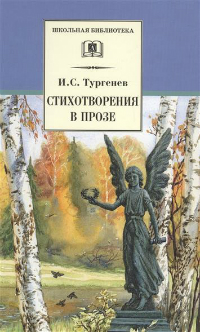 ШКОЛЬНАЯ БИБЛИОТЕКА
И.С. Тургенев
СТИХОТВОРЕНИЯ
В ПРОЗЕ